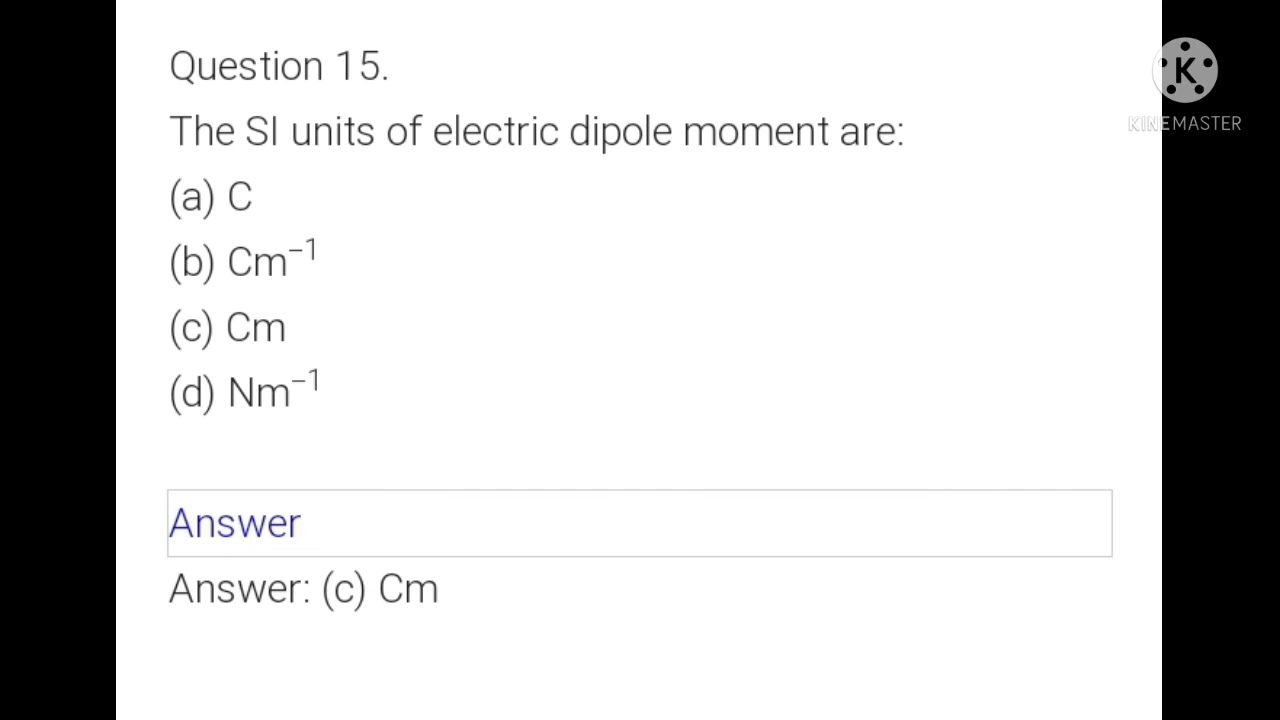 Question 15.
The SI units of electric dipole moment are:
(a) C
(b) Cm⁻¹
(c) Cm
(d) Nm⁻¹
Answer
Answer: (c) Cm
K
KINEMASTER